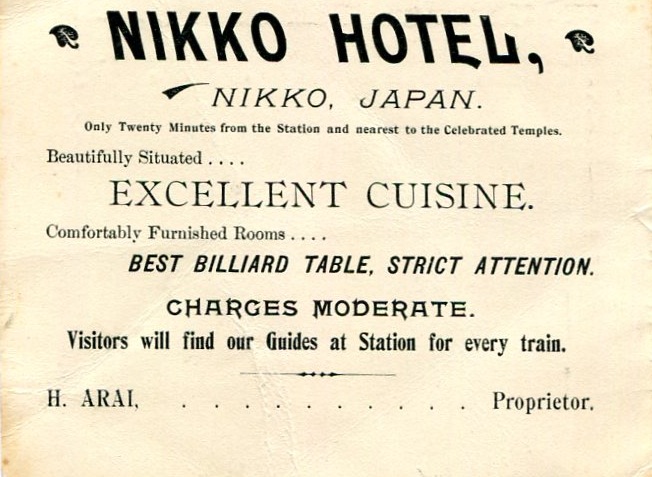 NIKKO HOTEL,
NIKKO, JAPAN.
Only Twenty Minutes from the Station and nearest to the Celebrated Temples.
Beautifully Situated . . . .
EXCELLENT CUISINE.
Comfortably Furnished Rooms . . . .
BEST BILLIARD TABLE, STRICT ATTENTION.
CHARGES MODERATE.
Visitors will find our Guides at Station for every train.
H. ARAI, . . . . . . . . . . Proprietor.